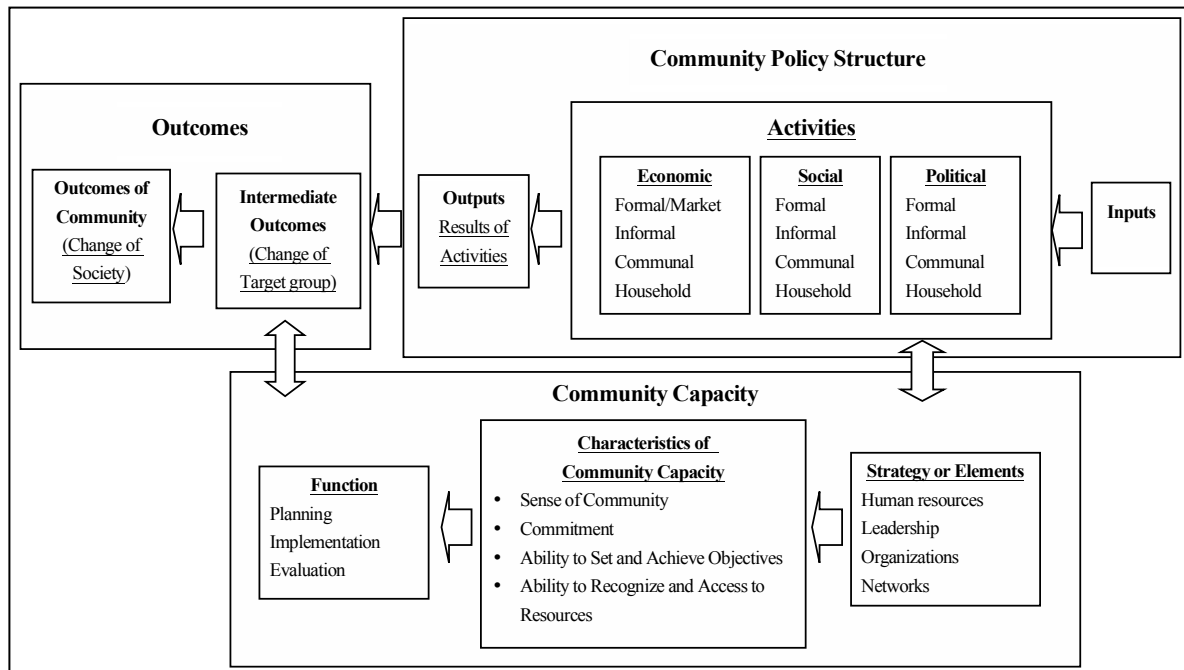 Community Policy Structure
Outcomes
Outcomes of
Community
(Change of
Society)
Intermediate
Outcomes
(Change of
Target group)
Outputs
Results of
Activities
Activities
Economic
Formal/Market
Informal
Communal
Household
Social
Formal
Informal
Communal
Household
Political
Formal
Informal
Communal
Household
Inputs
Community Capacity
Function
Planning
Implementation
Evaluation
Characteristics of
Community Capacity
• Sense of Community
• Commitment
• Ability to Set and Achieve Objectives
• Ability to Recognize and Access to
Resources
Strategy or Elements
Human resources
Leadership
Organizations
Networks